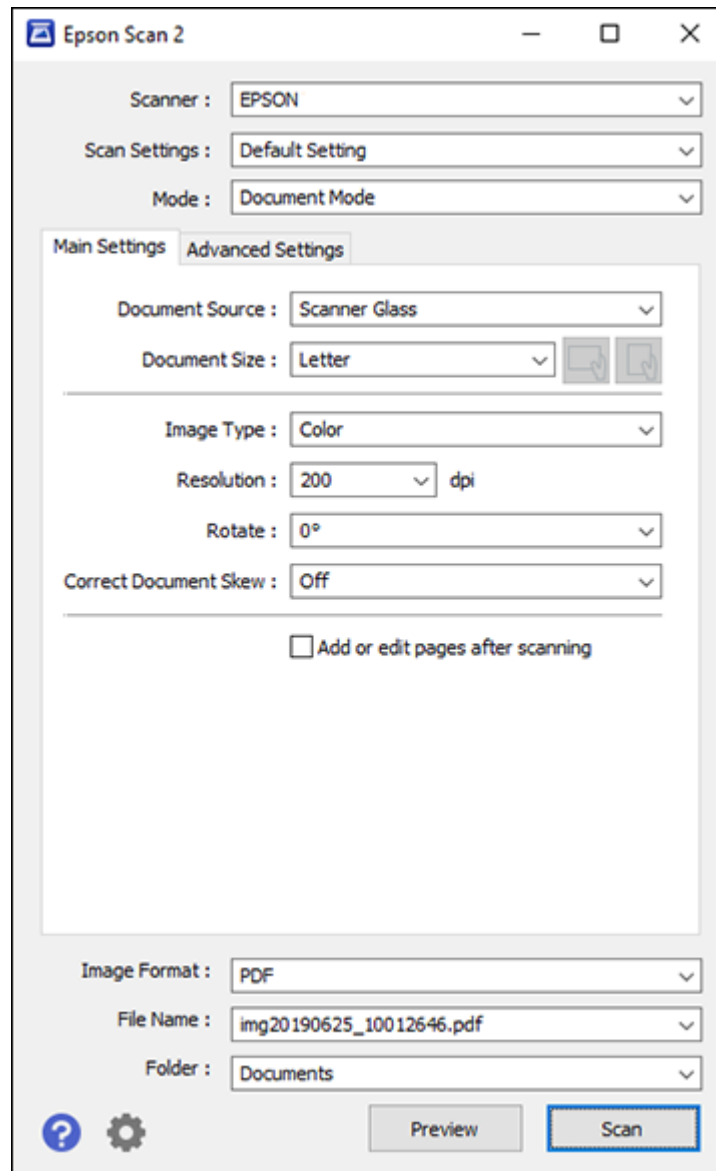 Epson Scan 2
Scanner : EPSON
Scan Settings : Default Setting
Mode : Document Mode
Main Settings Advanced Settings
Document Source : Scanner Glass
Document Size : Letter
Image Type : Color
Resolution : 200 dpi
Rotate : 0°
Correct Document Skew : Off
Add or edit pages after scanning
Image Format : PDF
File Name : img20190625_10012646.pdf
Folder : Documents
? Preview Scan